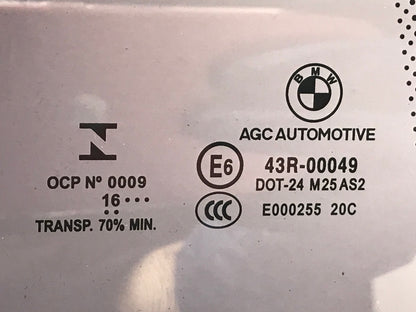 BMW
AGC AUTOMOTIVE
OCP Nº 0009
16 •••
••
TRANSP. 70% MIN.
E6
43R-00049
DOT-24 M25 AS2
CCC
E000255 20C